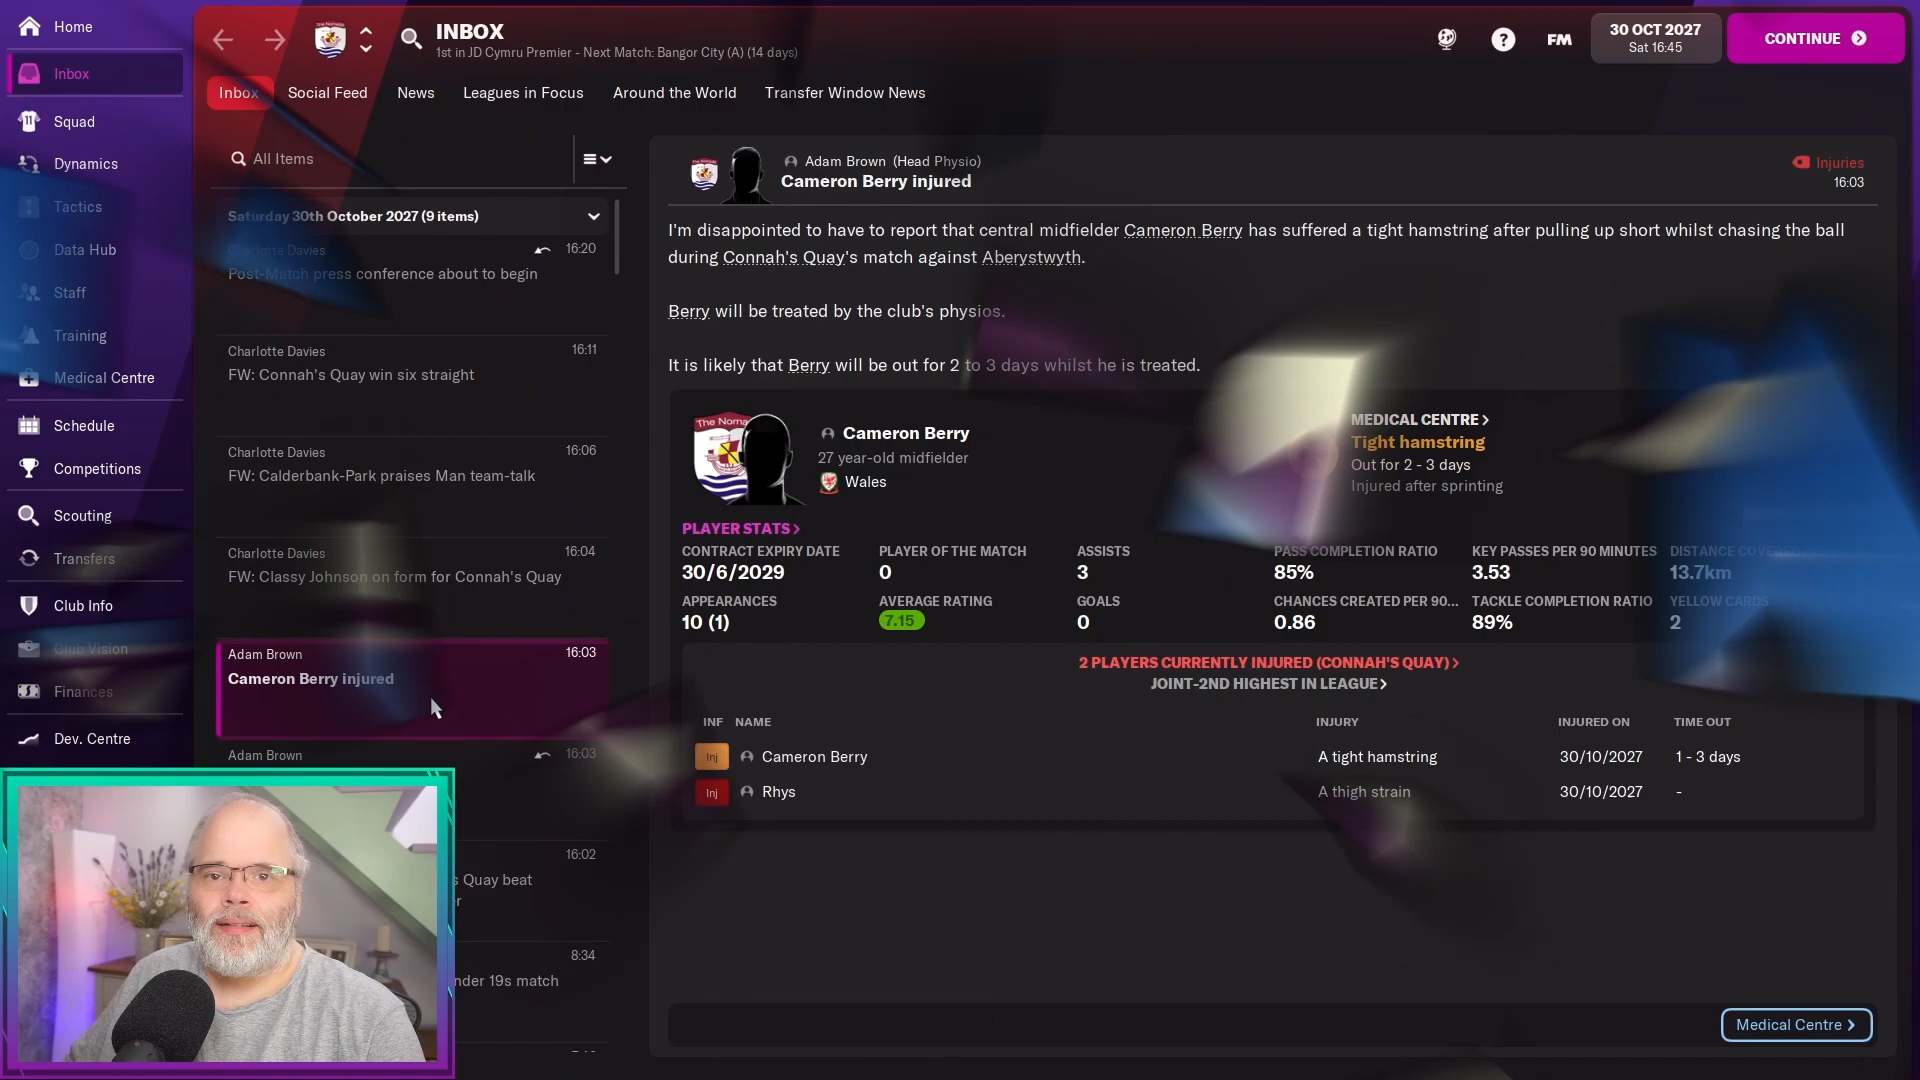 Home
Inbox
Squad
Dynamics
Tactics
Data Hub
Staff
Training
Medical Centre
Schedule
Competitions
Scouting
Transfers
Club Info
Club Vision
Finances
Dev. Centre
INBOX
1st in JD Cymru Premier - Next Match: Bangor City (A) (14 days)
FM
30 OCT 2027
Sat 16:45
CONTINUE
Inbox
Social Feed
News
Leagues in Focus
Around the World
Transfer Window News
All Items
Saturday 30th October 2027 (9 items)
Charlotte Davies
16:20
Post-Match press conference about to begin
Charlotte Davies
16:11
FW: Connah's Quay win six straight
Charlotte Davies
16:06
FW: Calderbank-Park praises Man team-talk
Charlotte Davies
16:04
FW: Classy Johnson on form for Connah's Quay
Adam Brown
16:03
Cameron Berry injured
Adam Brown
16:03
16:02
s Quay beat
r
8:34
nder 19s match
Adam Brown (Head Physio)
Cameron Berry injured
Injuries
16:03
I'm disappointed to have to report that central midfielder Cameron Berry has suffered a tight hamstring after pulling up short whilst chasing the ball
during Connah's Quay's match against Aberystwyth.
Berry will be treated by the club's physios.
It is likely that Berry will be out for 2 to 3 days whilst he is treated.
The Noma
Cameron Berry
27 year-old midfielder
Wales
MEDICAL CENTRE
Tight hamstring
Out for 2 - 3 days
Injured after sprinting
PLAYER STATS
CONTRACT EXPIRY DATE PLAYER OF THE MATCH ASSISTS PASS COMPLETION RATIO KEY PASSES PER 90 MINUTES DISTANCE COVERED
30/6/2029 0 3 85% 3.53 13.7km
APPEARANCES AVERAGE RATING GOALS CHANCES CREATED PER 90... TACKLE COMPLETION RATIO YELLOW CARDS
10 (1) 7.15 0 0.86 89% 2
2 PLAYERS CURRENTLY INJURED (CONNAH'S QUAY)
JOINT-2ND HIGHEST IN LEAGUE
INF NAME INJURY INJURED ON TIME OUT
Inj Cameron Berry A tight hamstring 30/10/2027 1 - 3 days
Inj Rhys A thigh strain 30/10/2027 -
Medical Centre